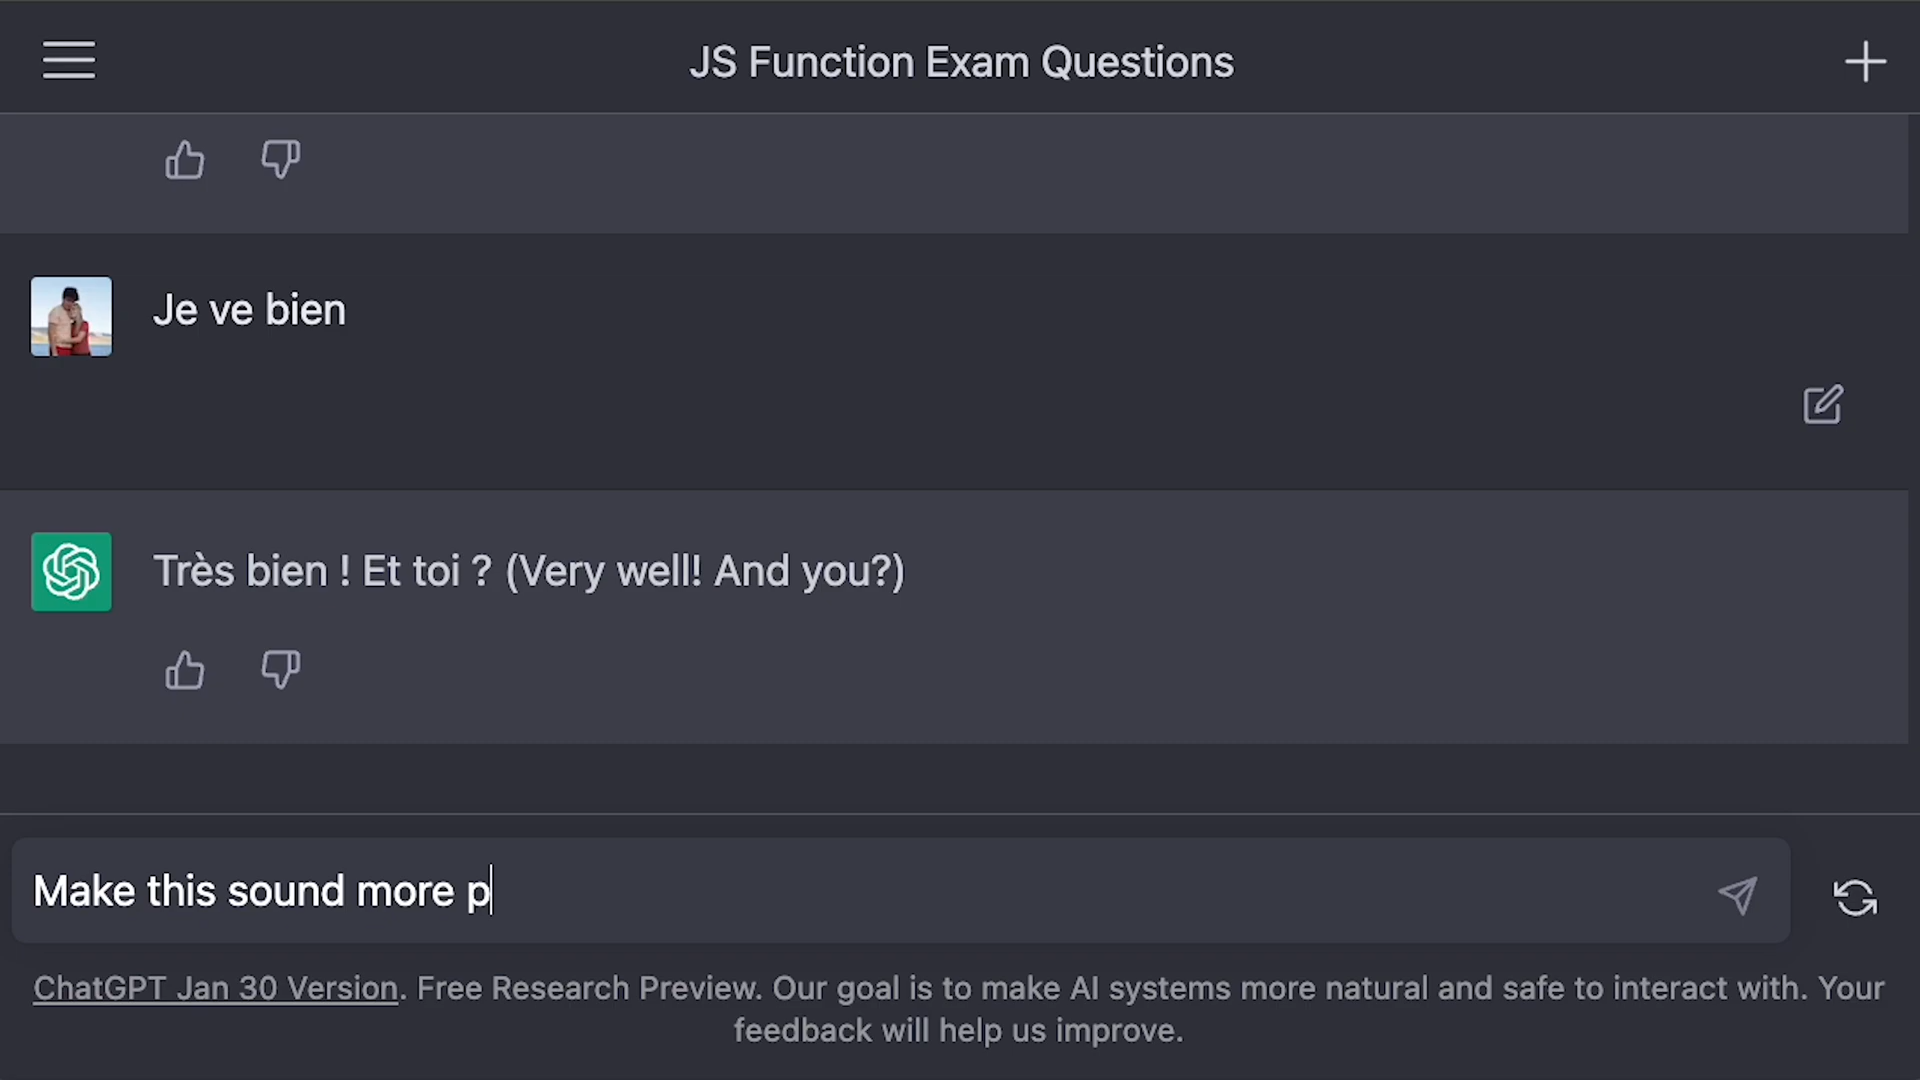 JS Function Exam Questions
Je ve bien
Très bien ! Et toi ? (Very well! And you?)
Make this sound more p
ChatGPT Jan 30 Version. Free Research Preview. Our goal is to make AI systems more natural and safe to interact with. Your
feedback will help us improve.